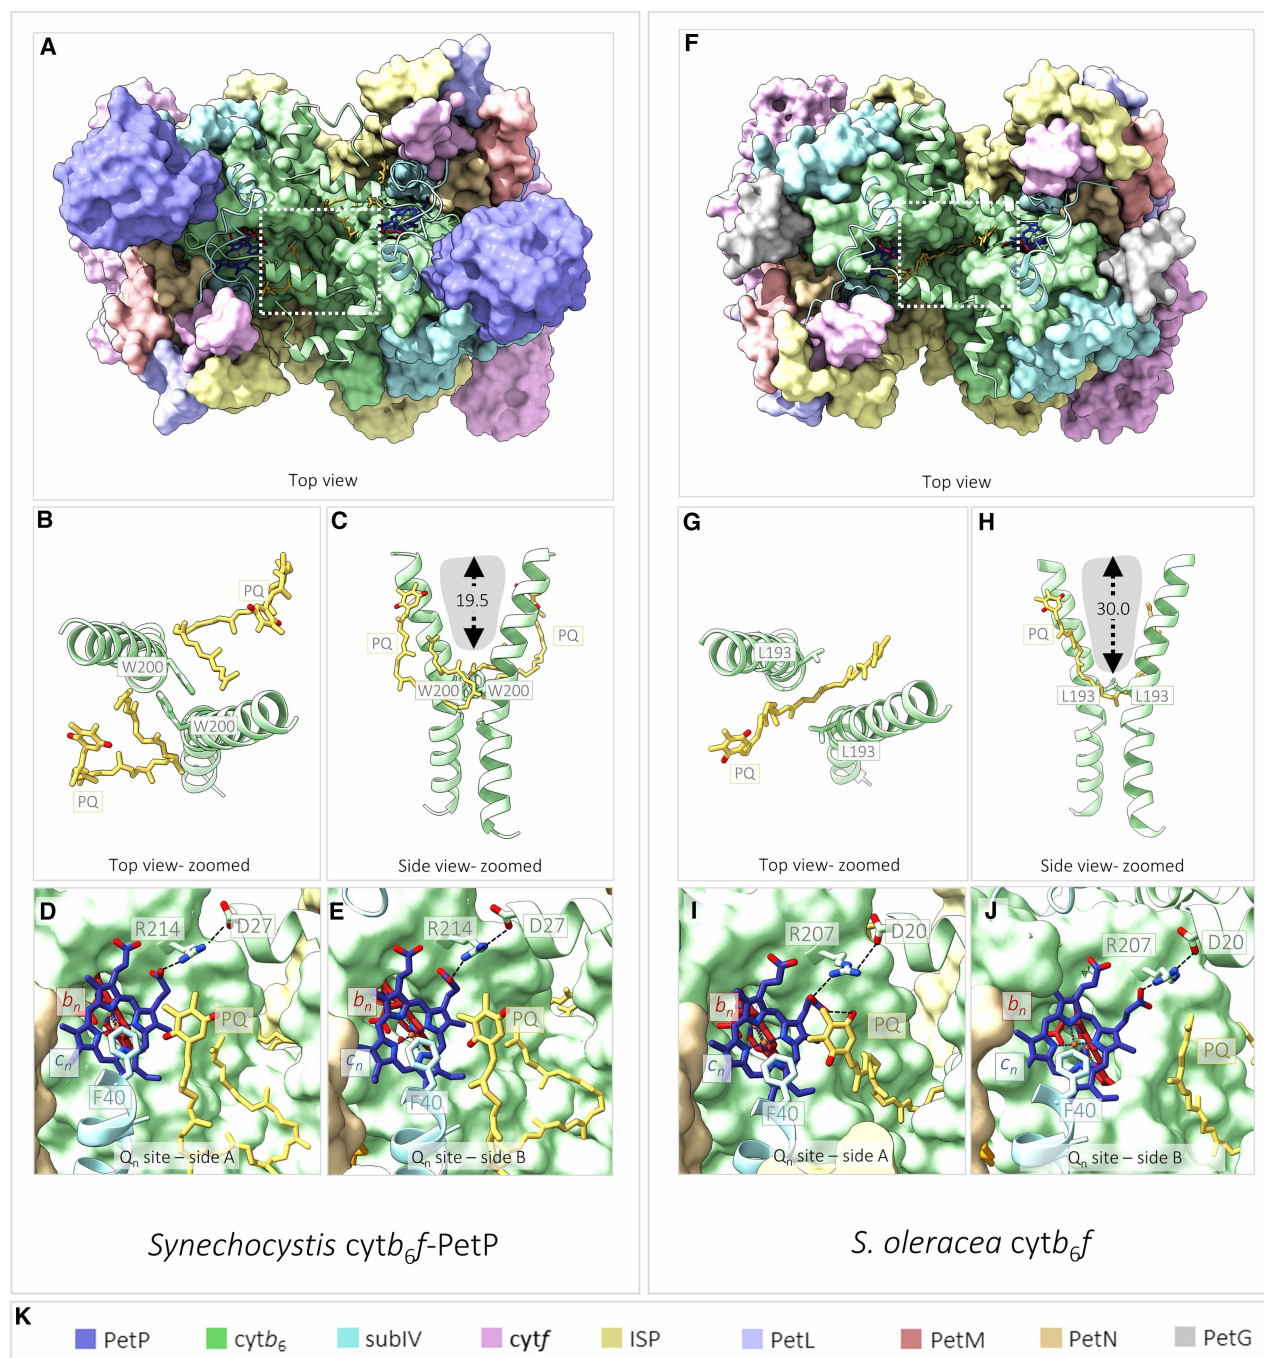 A
Top view
B
PQ
W200
W200
PQ
Top view- zoomed
C
19.5
PQ
PQ
W200
W200
Side view- zoomed
D
R214
D27
bn
PQ
cn
F40
Qn site – side A
E
R214
D27
bn
PQ
cn
F40
Qn site – side B
Synechocystis cytb6f-PetP
F
Top view
G
L193
L193
PQ
Top view- zoomed
H
30.0
PQ
L193
L193
Side view- zoomed
I
R207
D20
bn
PQ
cn
F40
Qn site – side A
J
R207
D20
bn
PQ
cn
F40
Qn site – side B
S. oleracea cytb6f
K
PetP cytb6 subIV cytf ISP PetL PetM PetN PetG